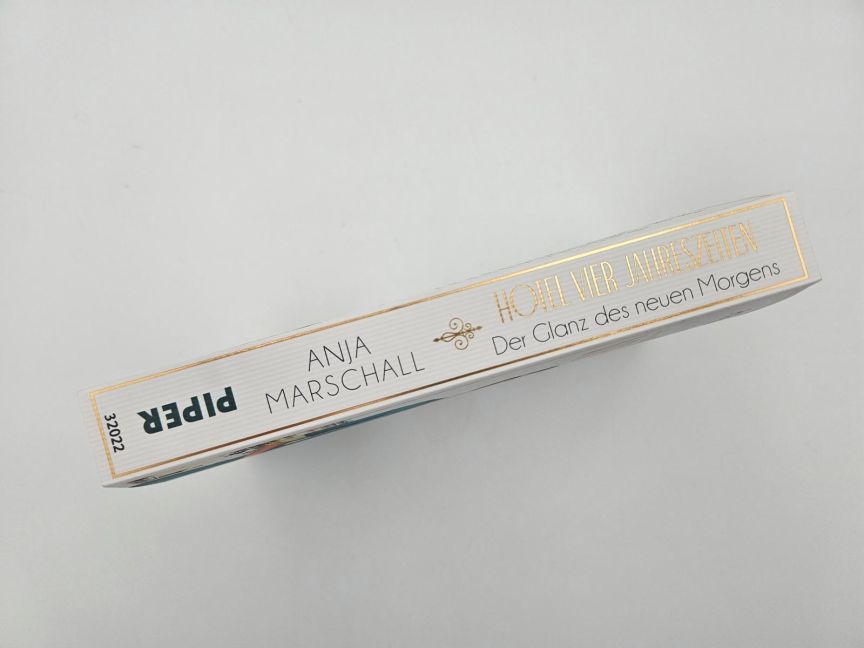 HOTEL VIER JAHRESZEITEN
Der Glanz des neuen Morgens
ANJA
MARSCHALL
PIPER
32022